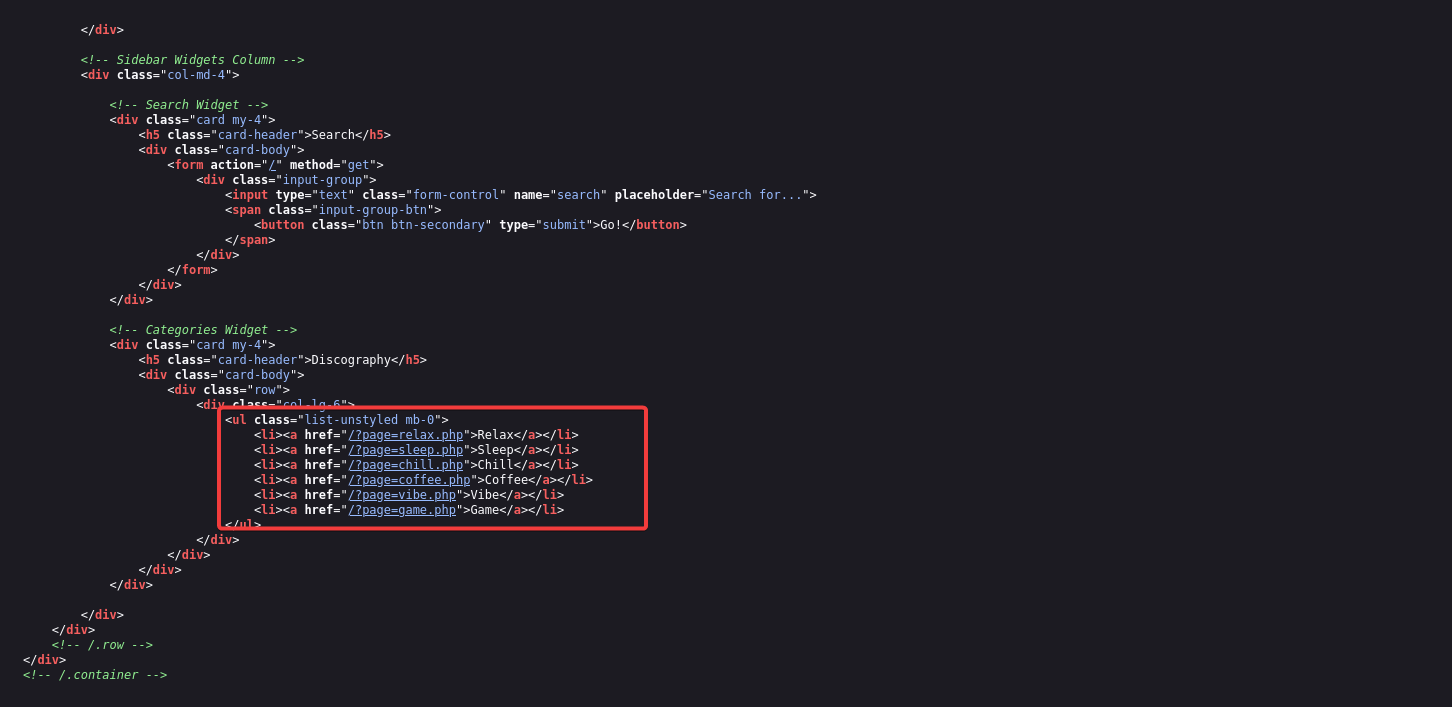 </div>
<!-- Sidebar Widgets Column -->
<div class="col-md-4">
<!-- Search Widget -->
<div class="card my-4">
<h5 class="card-header">Search</h5>
<div class="card-body">
<form action="/" method="get">
<div class="input-group">
<input type="text" class="form-control" name="search" placeholder="Search for...">
<span class="input-group-btn">
<button class="btn btn-secondary" type="submit">Go!</button>
</span>
</div>
</form>
</div>
</div>
<!-- Categories Widget -->
<div class="card my-4">
<h5 class="card-header">Discography</h5>
<div class="card-body">
<div class="row">
<div class="col-lg-6">
<ul class="list-unstyled mb-0">
<li><a href="/?page=relax.php">Relax</a></li>
<li><a href="/?page=sleep.php">Sleep</a></li>
<li><a href="/?page=chill.php">Chill</a></li>
<li><a href="/?page=coffee.php">Coffee</a></li>
<li><a href="/?page=vibe.php">Vibe</a></li>
<li><a href="/?page=game.php">Game</a></li>
</ul>
</div>
</div>
</div>
</div>
</div>
</div>
<!-- /.row -->
</div>
<!-- /.container -->